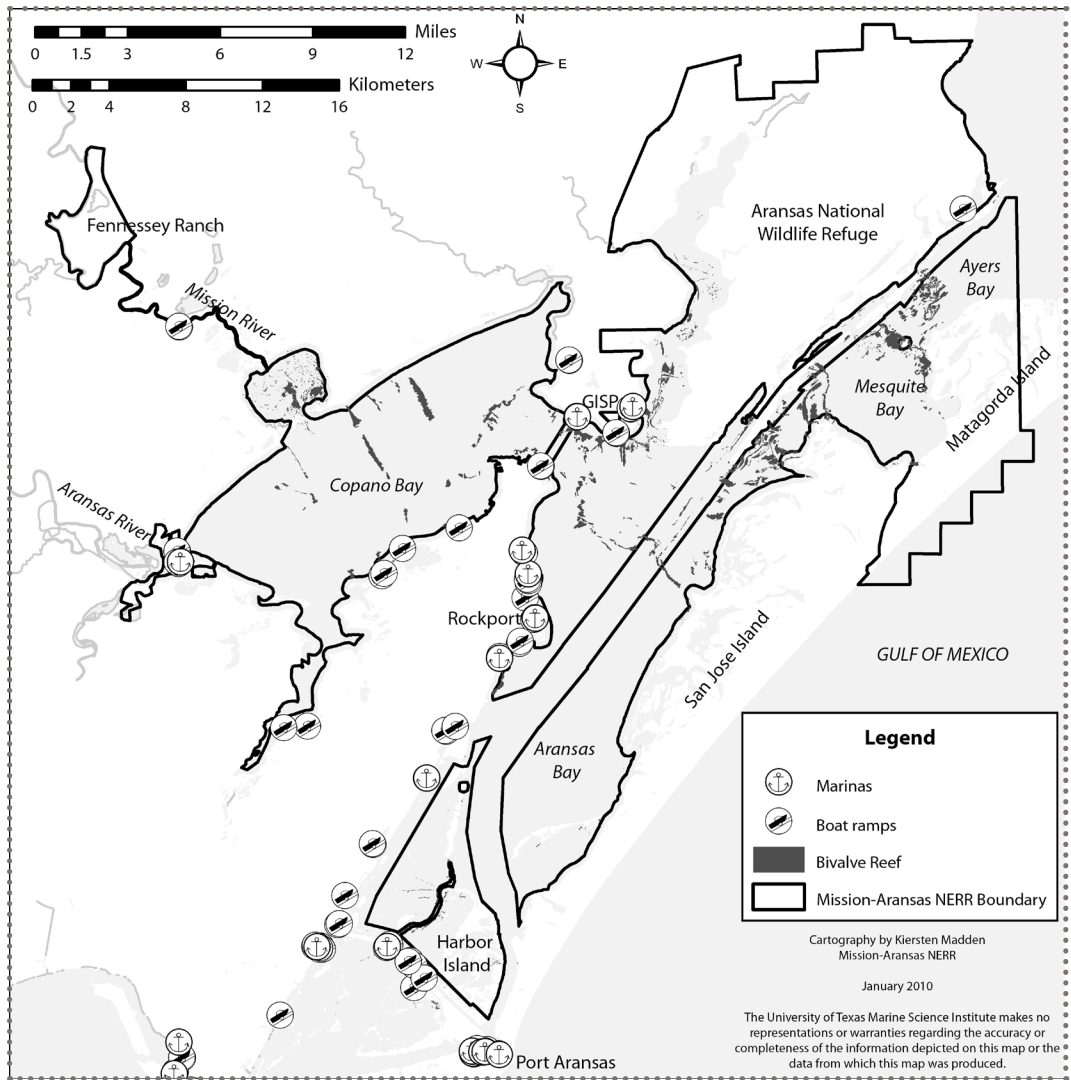 Miles
0 1.5 3 6 9 12
Kilometers
0 2 4 8 12 16
N
W E
S
Fennessey Ranch
Mission River
Aransas National
Wildlife Refuge
Ayers
Bay
Mesquite
Bay
Matagorda Island
GISP
Copano Bay
Aransas River
Rockport
San Jose Island
GULF OF MEXICO
Aransas
Bay
Harbor
Island
Port Aransas
Legend
Marinas
Boat ramps
Bivalve Reef
Mission-Aransas NERR Boundary
Cartography by Kiersten Madden
Mission-Aransas NERR
January 2010
The University of Texas Marine Science Institute makes no
representations or warranties regarding the accuracy or
completeness of the information depicted on this map or the
data from which this map was produced.